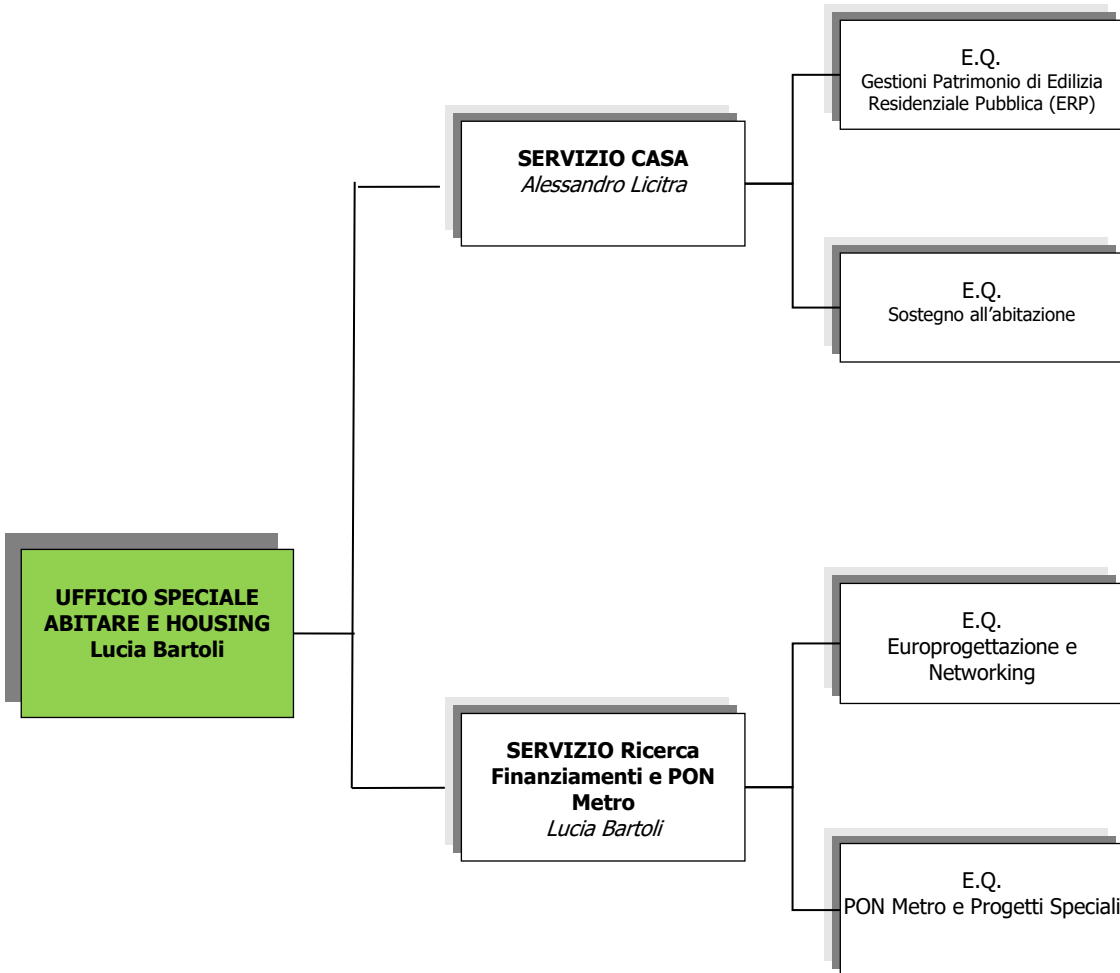 UFFICIO SPECIALE
ABITARE E HOUSING
Lucia Bartoli
SERVIZIO CASA
Alessandro Licitra
E.Q.
Gestioni Patrimonio di Edilizia
Residenziale Pubblica (ERP)
E.Q.
Sostegno all’abitazione
SERVIZIO Ricerca
Finanziamenti e PON
Metro
Lucia Bartoli
E.Q.
Europrogettazione e
Networking
E.Q.
PON Metro e Progetti Speciali